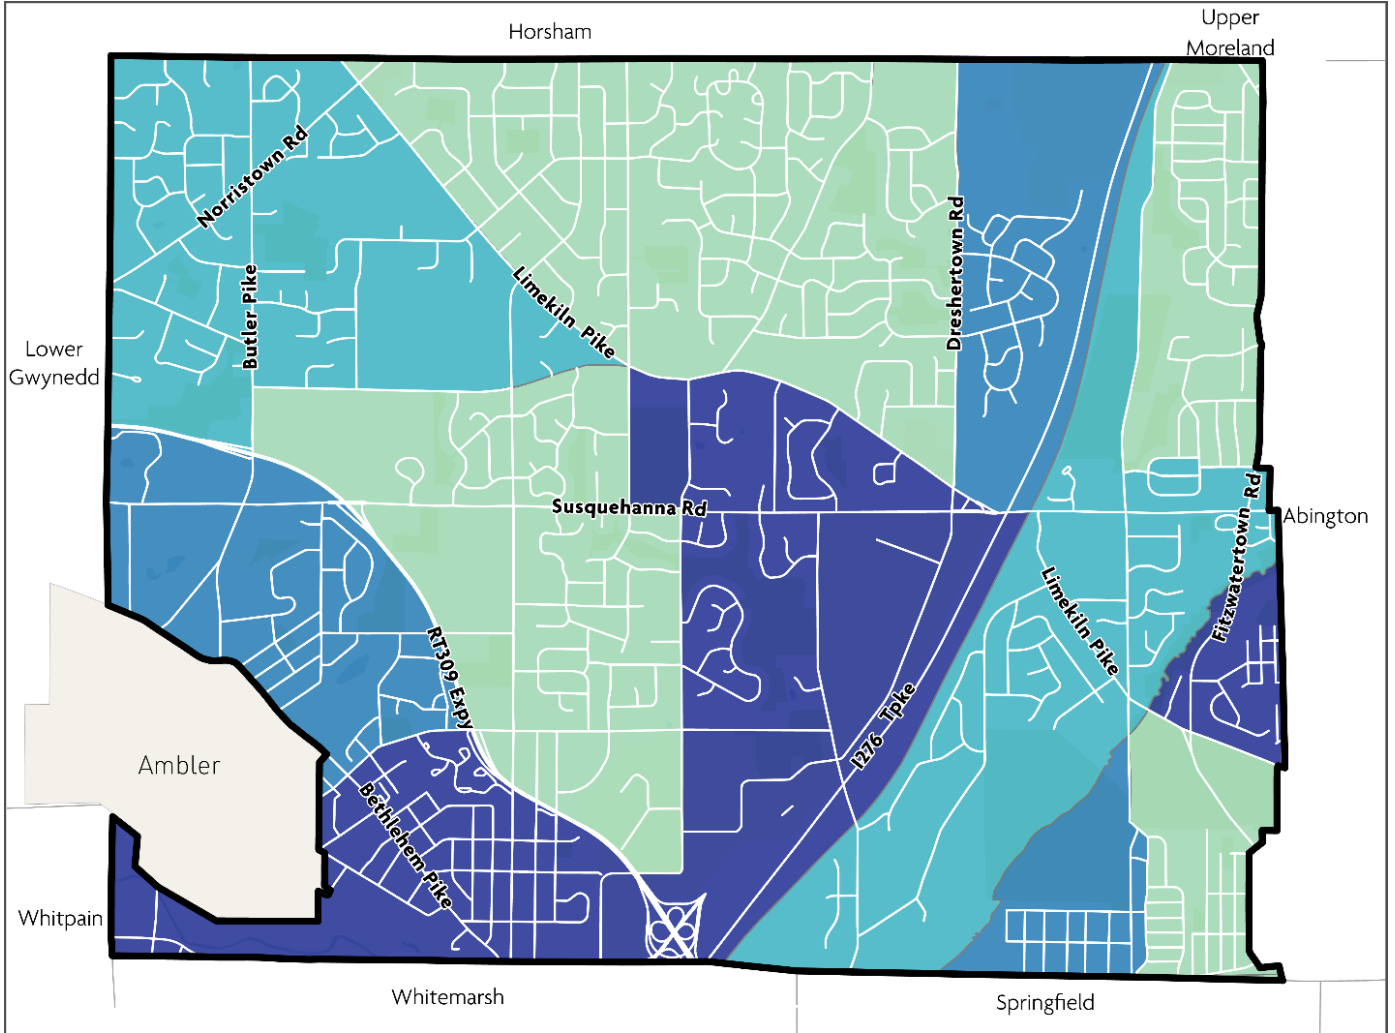 Horsham
Upper
Moreland
Norristown Rd
Dreshertown Rd
Butler Pike
Limekiln Pike
Lower
Gwynedd
Susquehanna Rd
Fitzwatertown Rd
Abington
Limekiln Pike
RT309 Expy
I276 Tpke
Ambler
Bethlehem Pike
Whitpain
Whitemarsh
Springfield